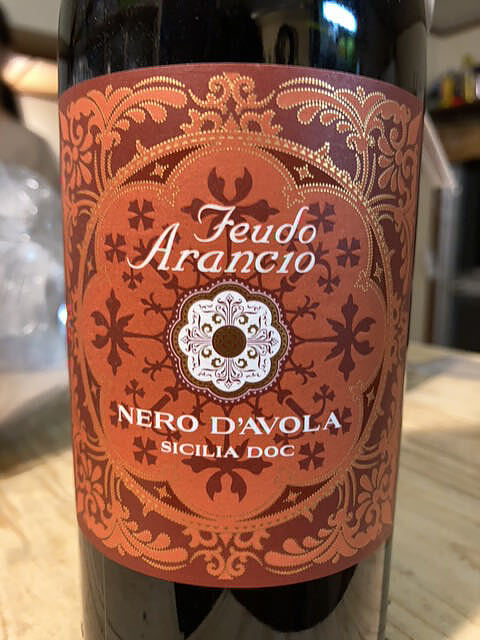 Feudo
Arancio
NERO D'AVOLA
SICILIA DOC